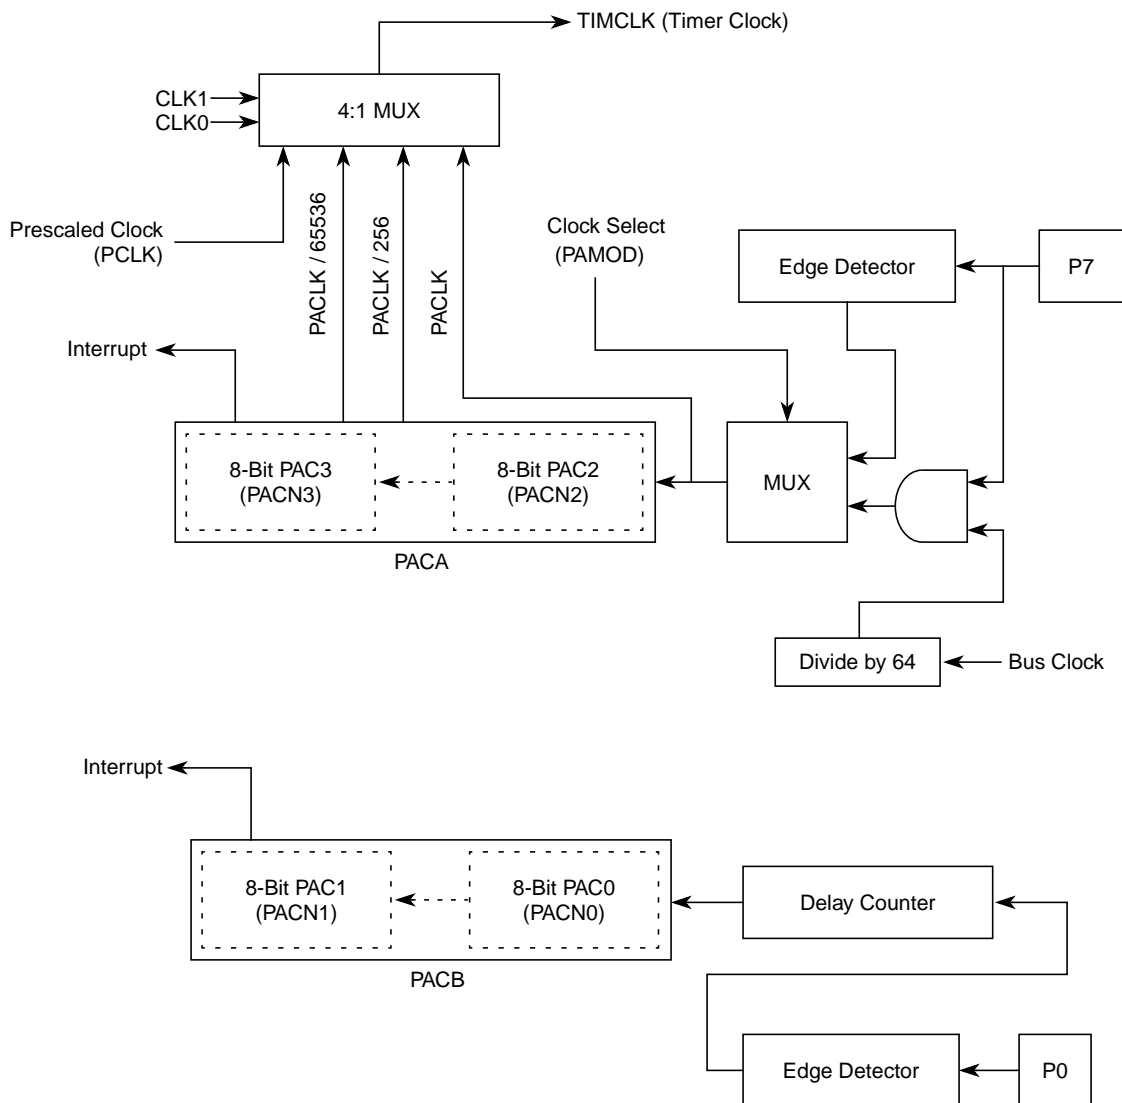 TIMCLK (Timer Clock)
CLK1
CLK0
4:1 MUX
Prescaled Clock
(PCLK)
PACLK / 65536
PACLK / 256
PACLK
Clock Select
(PAMOD)
Edge Detector
P7
Interrupt
8-Bit PAC3
(PACN3)
8-Bit PAC2
(PACN2)
MUX
PACA
Divide by 64
Bus Clock
Interrupt
8-Bit PAC1
(PACN1)
8-Bit PAC0
(PACN0)
Delay Counter
PACB
Edge Detector
P0